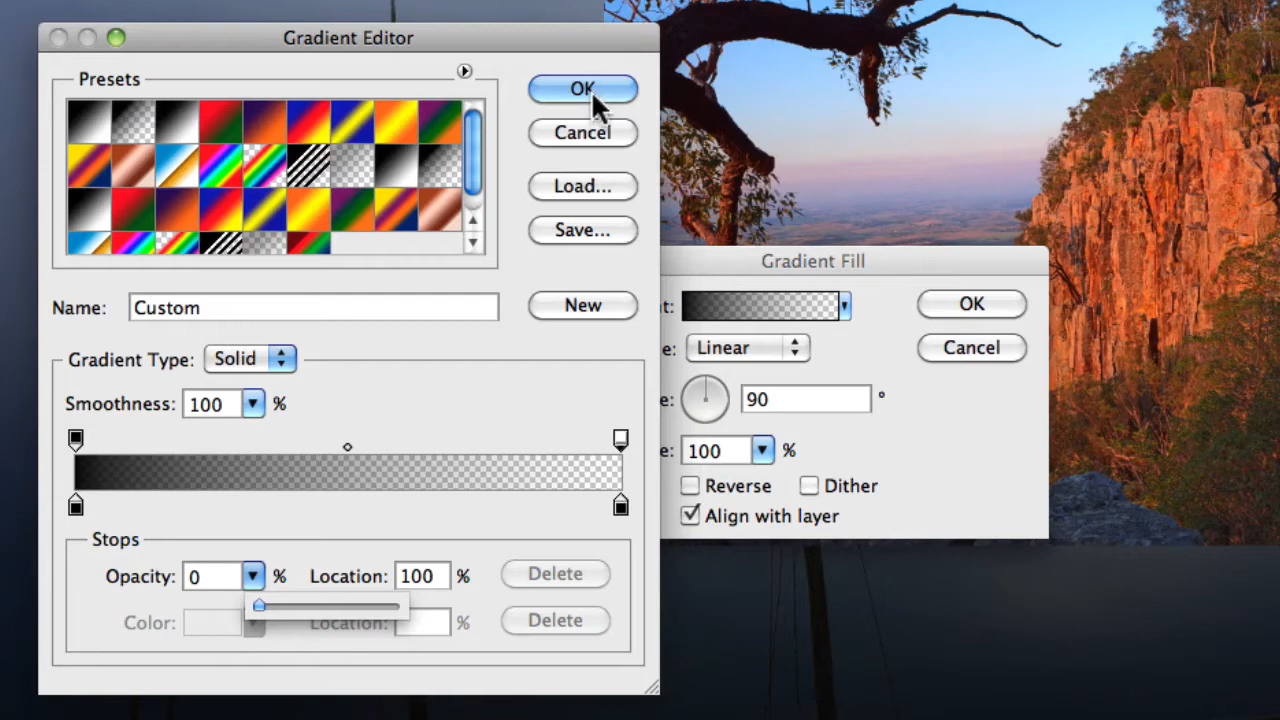 Gradient Editor
Presets
OK
Cancel
Load...
Save...
Name: Custom
New
Gradient Type: Solid
Smoothness: 100 %
Stops
Opacity: 0 % Location: 100 % Delete
Color: Location: % Delete
Gradient Fill
t: OK
e: Linear Cancel
e: 90 °
e: 100 %
Reverse Dither
Align with layer